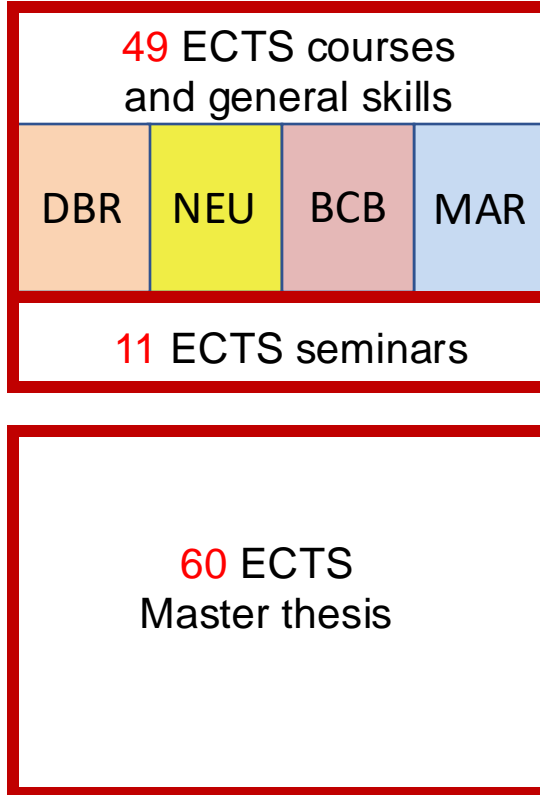 49 ECTS courses
and general skills
DBR NEU BCB MAR
11 ECTS seminars
60 ECTS
Master thesis